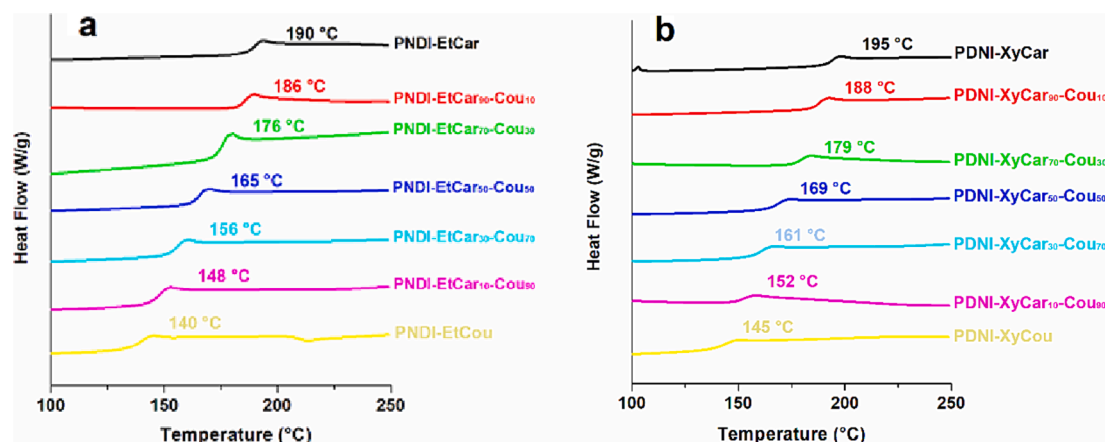 a
190 °C
PNDI-EtCar
186 °C
PNDI-EtCar90-Cou10
176 °C
PNDI-EtCar70-Cou30
165 °C
PNDI-EtCar50-Cou50
156 °C
PNDI-EtCar30-Cou70
148 °C
PNDI-EtCar10-Cou90
140 °C
PNDI-EtCou
Heat Flow (W/g)
100 150 200 250
Temperature (°C)
b
195 °C
PDNI-XyCar
188 °C
PDNI-XyCar90-Cou10
179 °C
PDNI-XyCar70-Cou30
169 °C
PDNI-XyCar50-Cou50
161 °C
PDNI-XyCar30-Cou70
152 °C
PDNI-XyCar10-Cou90
145 °C
PDNI-XyCou
Heat Flow (W/g)
100 150 200 250
Temperature (°C)